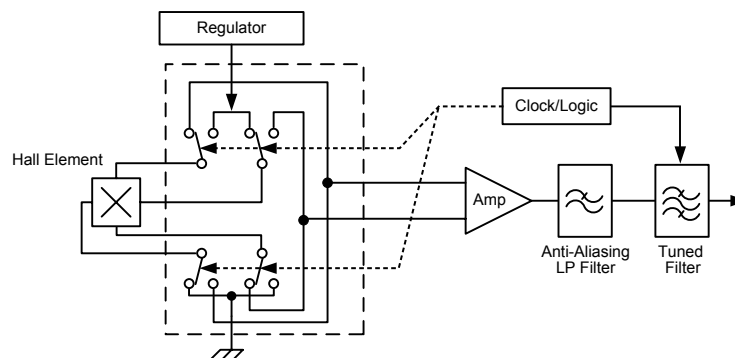 Regulator
Clock/Logic
Hall Element
Amp
Anti-Aliasing
LP Filter
Tuned
Filter